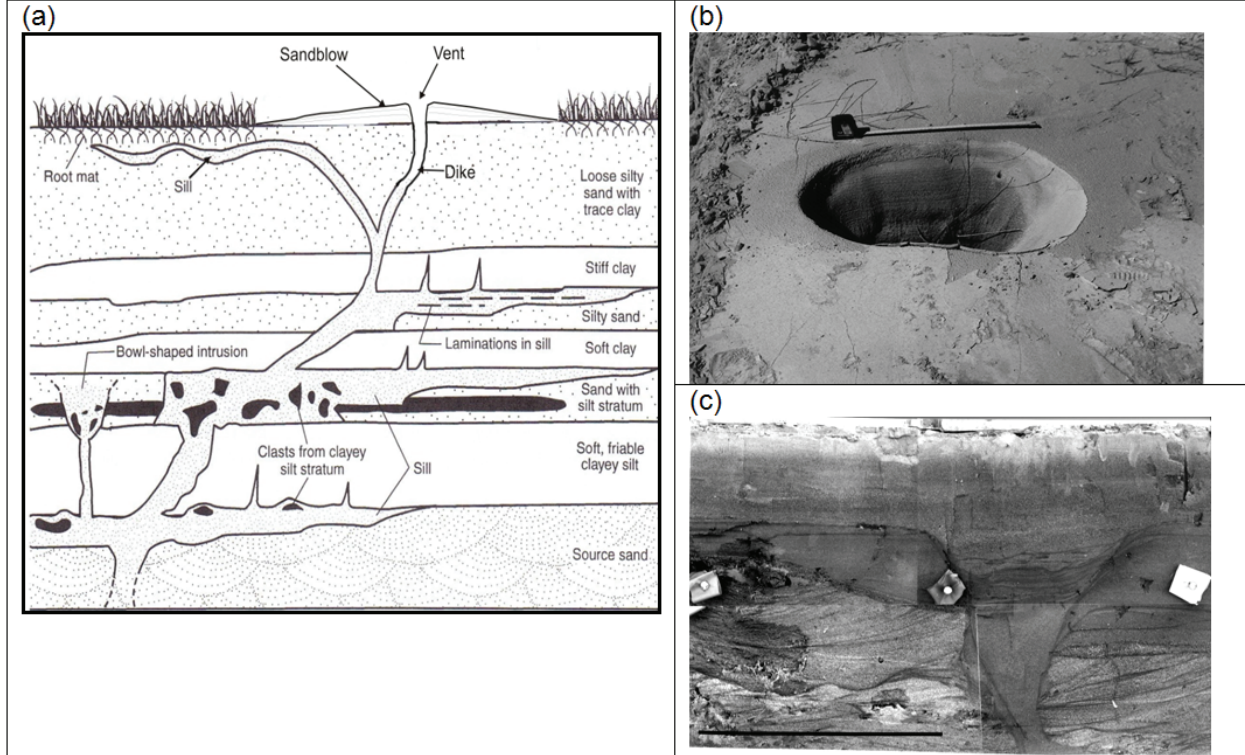 (a)
Sandblow
Vent
Root mat
Sill
Dike
Loose silty
sand with
trace clay
Stiff clay
Silty sand
Laminations in sill
Soft clay
Bowl-shaped intrusion
Sand with
silt stratum
Clasts from clayey
silt stratum
Sill
Soft, friable
clayey silt
Source sand
(b)
(c)